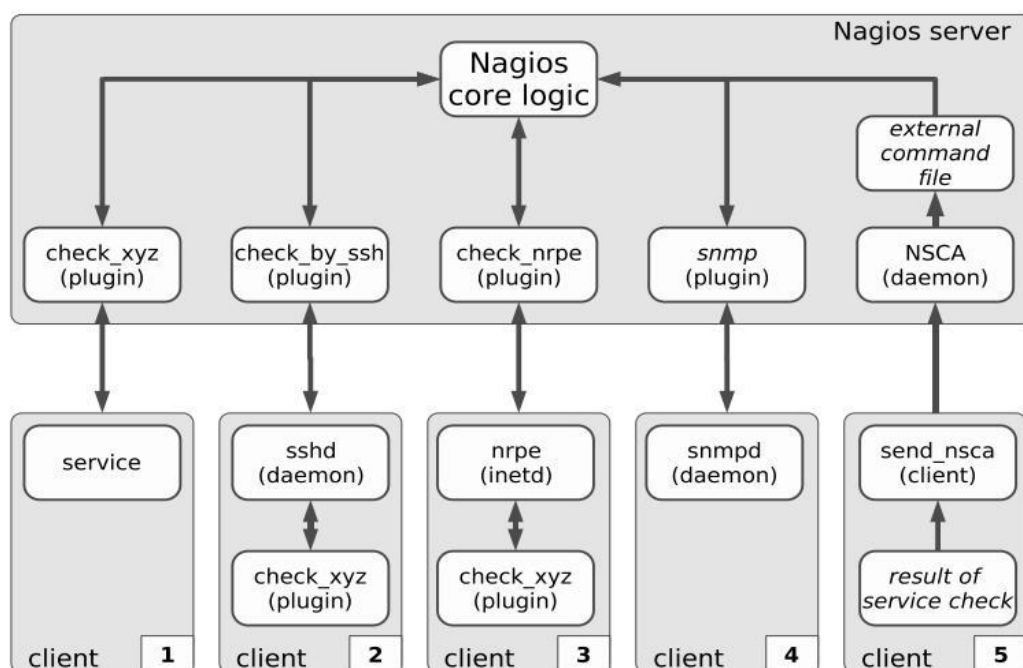 Nagios server
Nagios
core logic
external
command
file
check_xyz
(plugin)
check_by_ssh
(plugin)
check_nrpe
(plugin)
snmp
(plugin)
NSCA
(daemon)
service
sshd
(daemon)
nrpe
(inetd)
snmpd
(daemon)
send_nsca
(client)
check_xyz
(plugin)
check_xyz
(plugin)
result of
service check
client 1
client 2
client 3
client 4
client 5